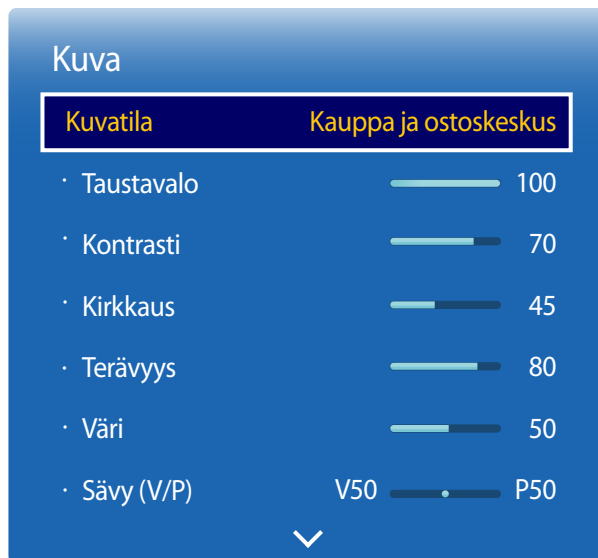 Kuva
Kuvatila Kauppa ja ostoskeskus
· Taustavalo 100
· Kontrasti 70
· Kirkkaus 45
· Terävyys 80
· Väri 50
· Sävy (V/P) V50 P50